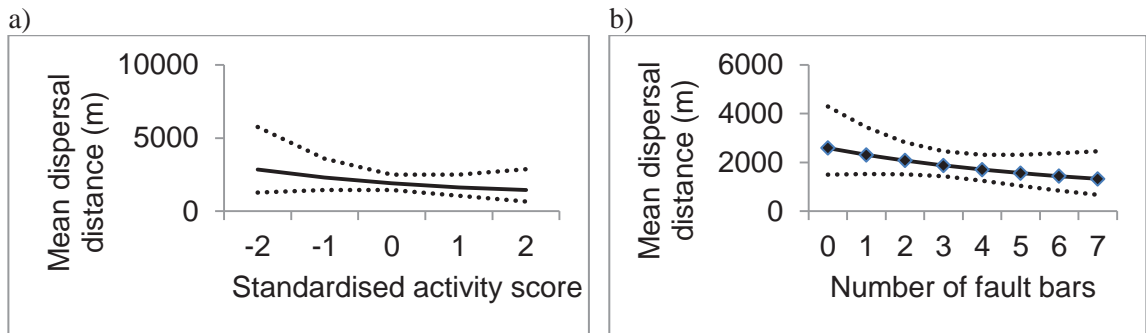 a)
Mean dispersal
distance (m)
10000
5000
0
-2 -1 0 1 2
Standardised activity score
b)
Mean dispersal
distance (m)
6000
4000
2000
0
0 1 2 3 4 5 6 7
Number of fault bars